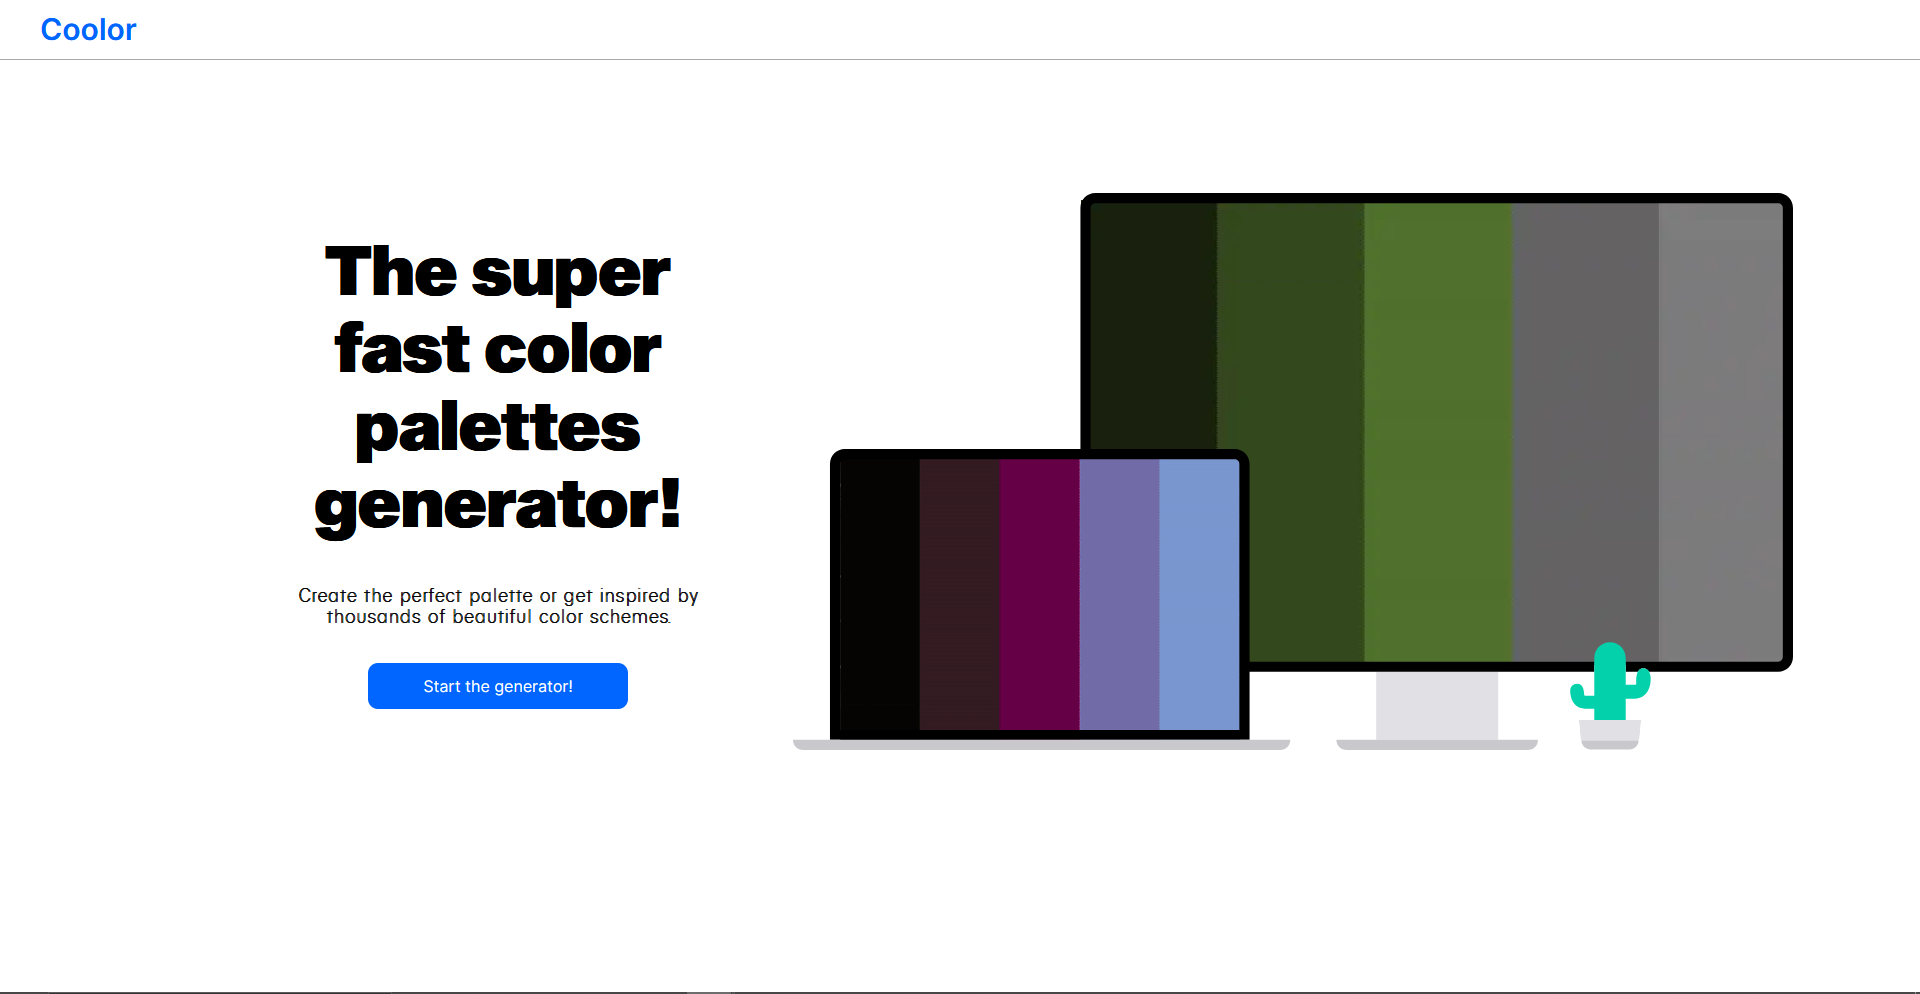 Coolor
The super
fast color
palettes
generator!
Create the perfect palette or get inspired by
thousands of beautiful color schemes.
Start the generator!